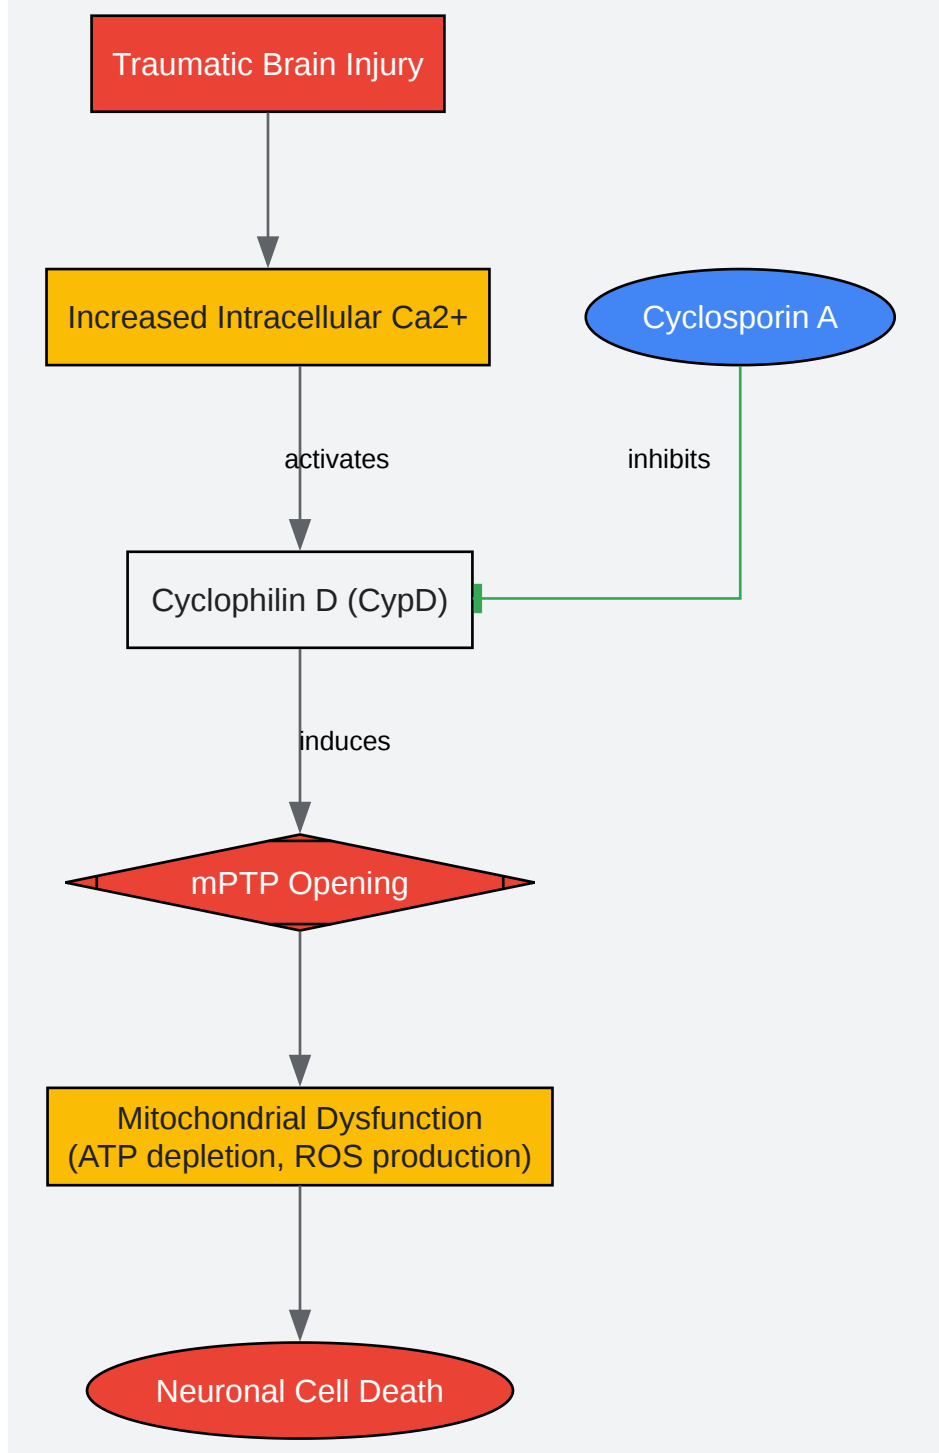 Traumatic Brain Injury
Increased Intracellular Ca2+
Cyclosporin A
activates
inhibits
Cyclophilin D (CypD)
induces
mPTP Opening
Mitochondrial Dysfunction
(ATP depletion, ROS production)
Neuronal Cell Death